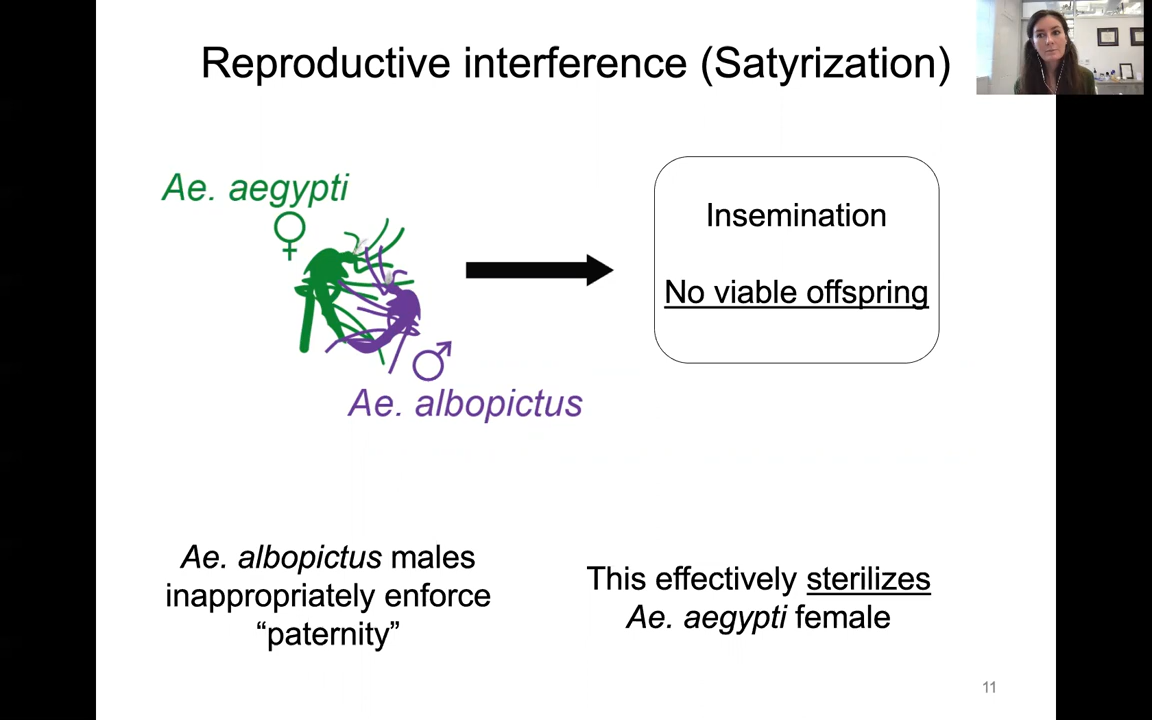 Reproductive interference (Satyrization)
Ae. aegypti
♀
Insemination
No viable offspring
♂
Ae. albopictus
Ae. albopictus males
inappropriately enforce
“paternity”
This effectively sterilizes
Ae. aegypti female
11